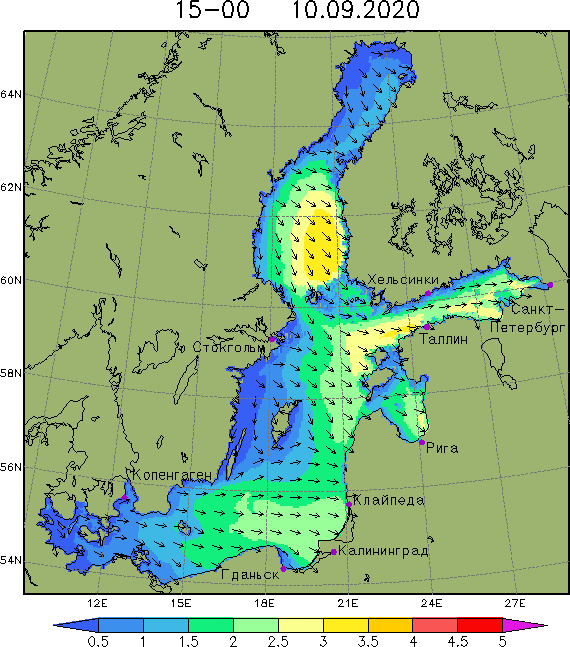 15-00 10.09.2020
64N
62N
60N
58N
56N
54N
Хельсинки
Санкт-
Петербург
Таллин
Стокгольм
Рига
Копенгаген
Клайпеда
Калининград
Гданьск
12E 15E 18E 21E 24E 27E
0.5 1 1.5 2 2.5 3 3.5 4 4.5 5